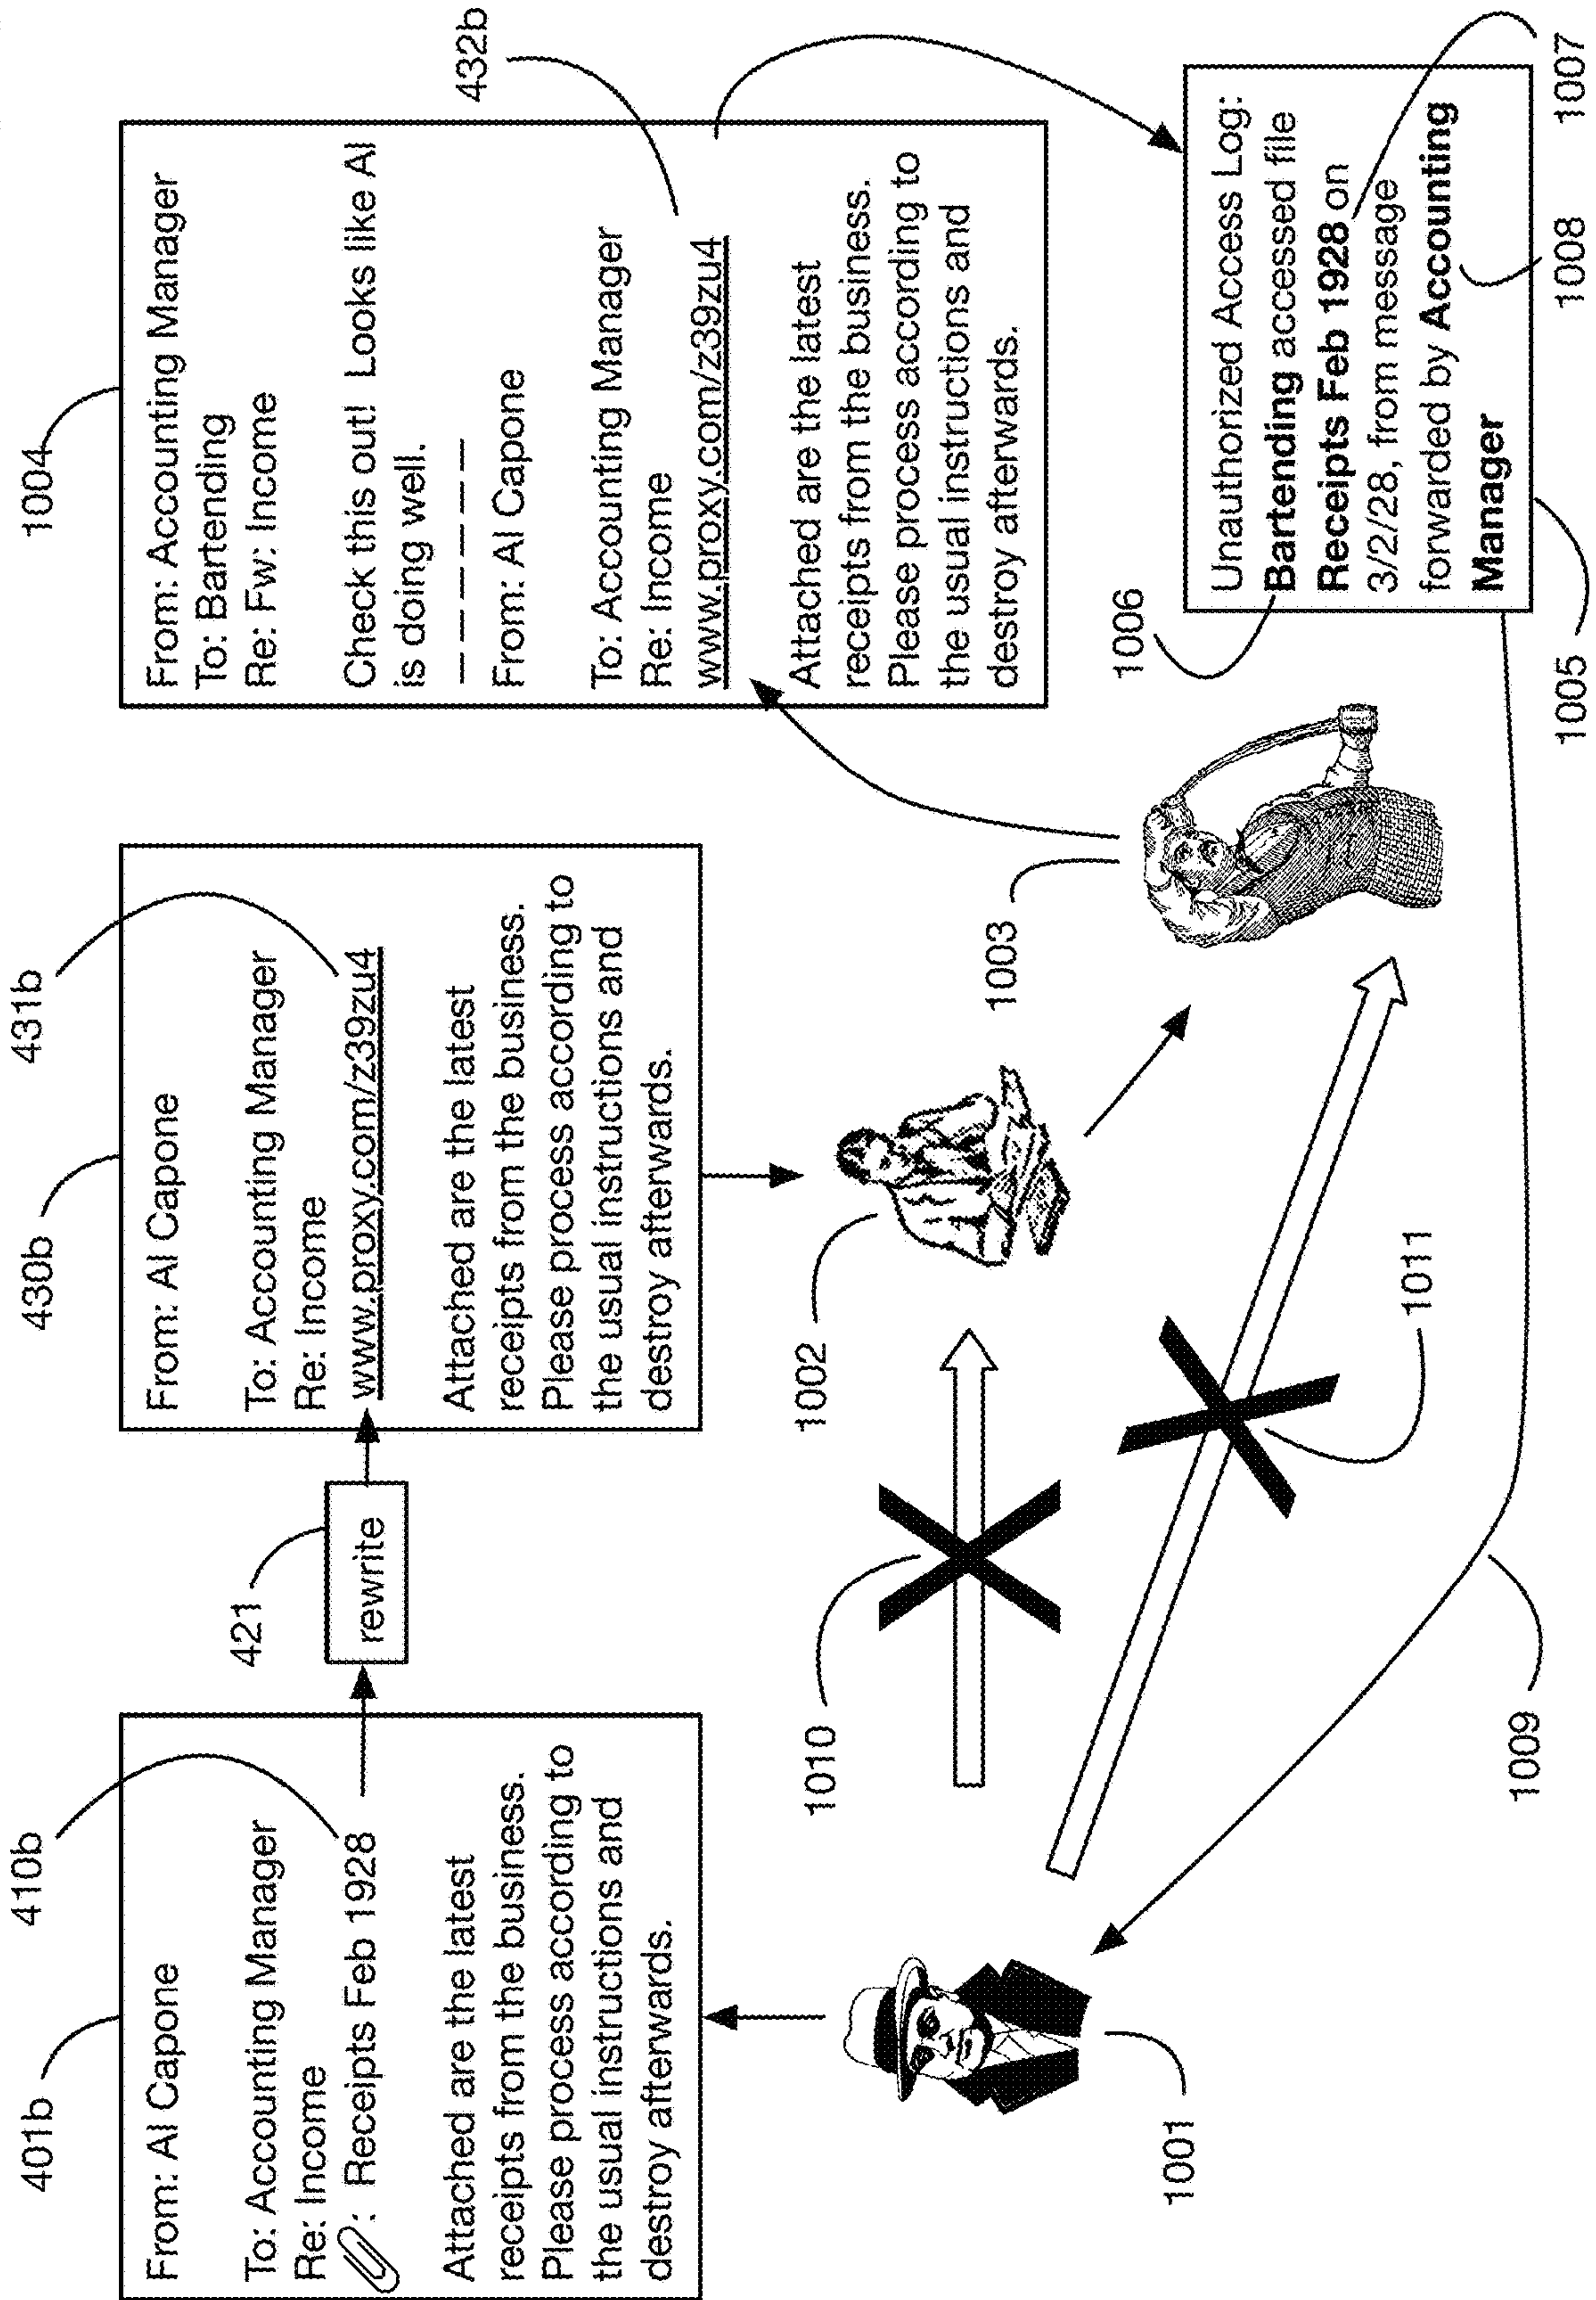 401b
From: Al Capone
To: Accounting Manager
Re: Income
: Receipts Feb 1928
Attached are the latest
receipts from the business.
Please process according to
the usual instructions and
destroy afterwards.
410b
421
rewrite
430b
From: Al Capone
To: Accounting Manager
Re: Income
www.proxy.com/z39zu4
Attached are the latest
receipts from the business.
Please process according to
the usual instructions and
destroy afterwards.
431b
1004
From: Accounting Manager
To: Bartending
Re: Fw: Income
Check this out! Looks like Al
is doing well.
– – – – – –
From: Al Capone
To: Accounting Manager
Re: Income
www.proxy.com/z39zu4
Attached are the latest
receipts from the business.
Please process according to
the usual instructions and
destroy afterwards.
432b
1001
1010
1002
1003
1011
1009
1006
Unauthorized Access Log:
Bartending accessed file
Receipts Feb 1928 on
3/2/28, from message
forwarded by Accounting
Manager
1005
1008
1007